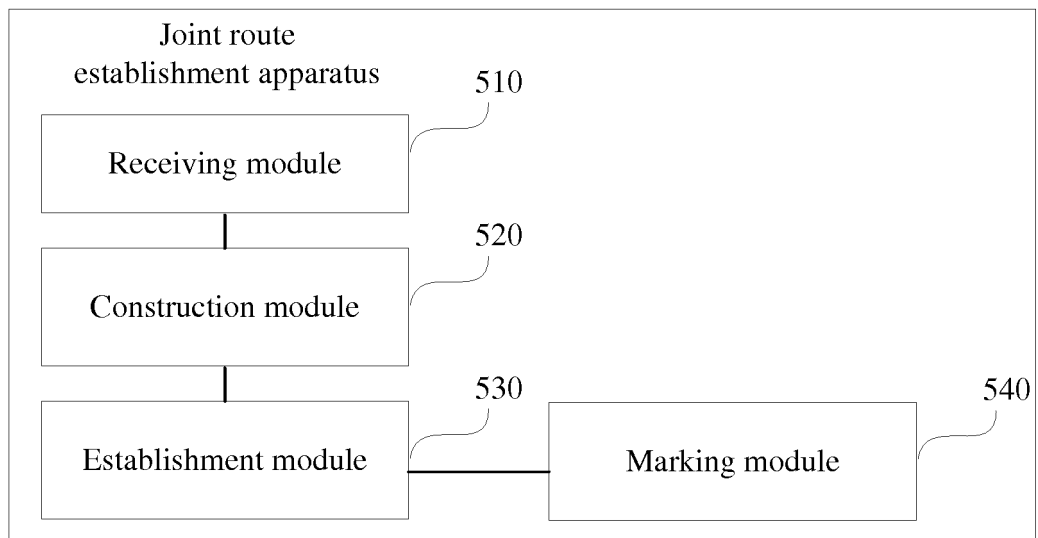 Joint route
establishment apparatus
510
Receiving module
520
Construction module
530
540
Establishment module
Marking module